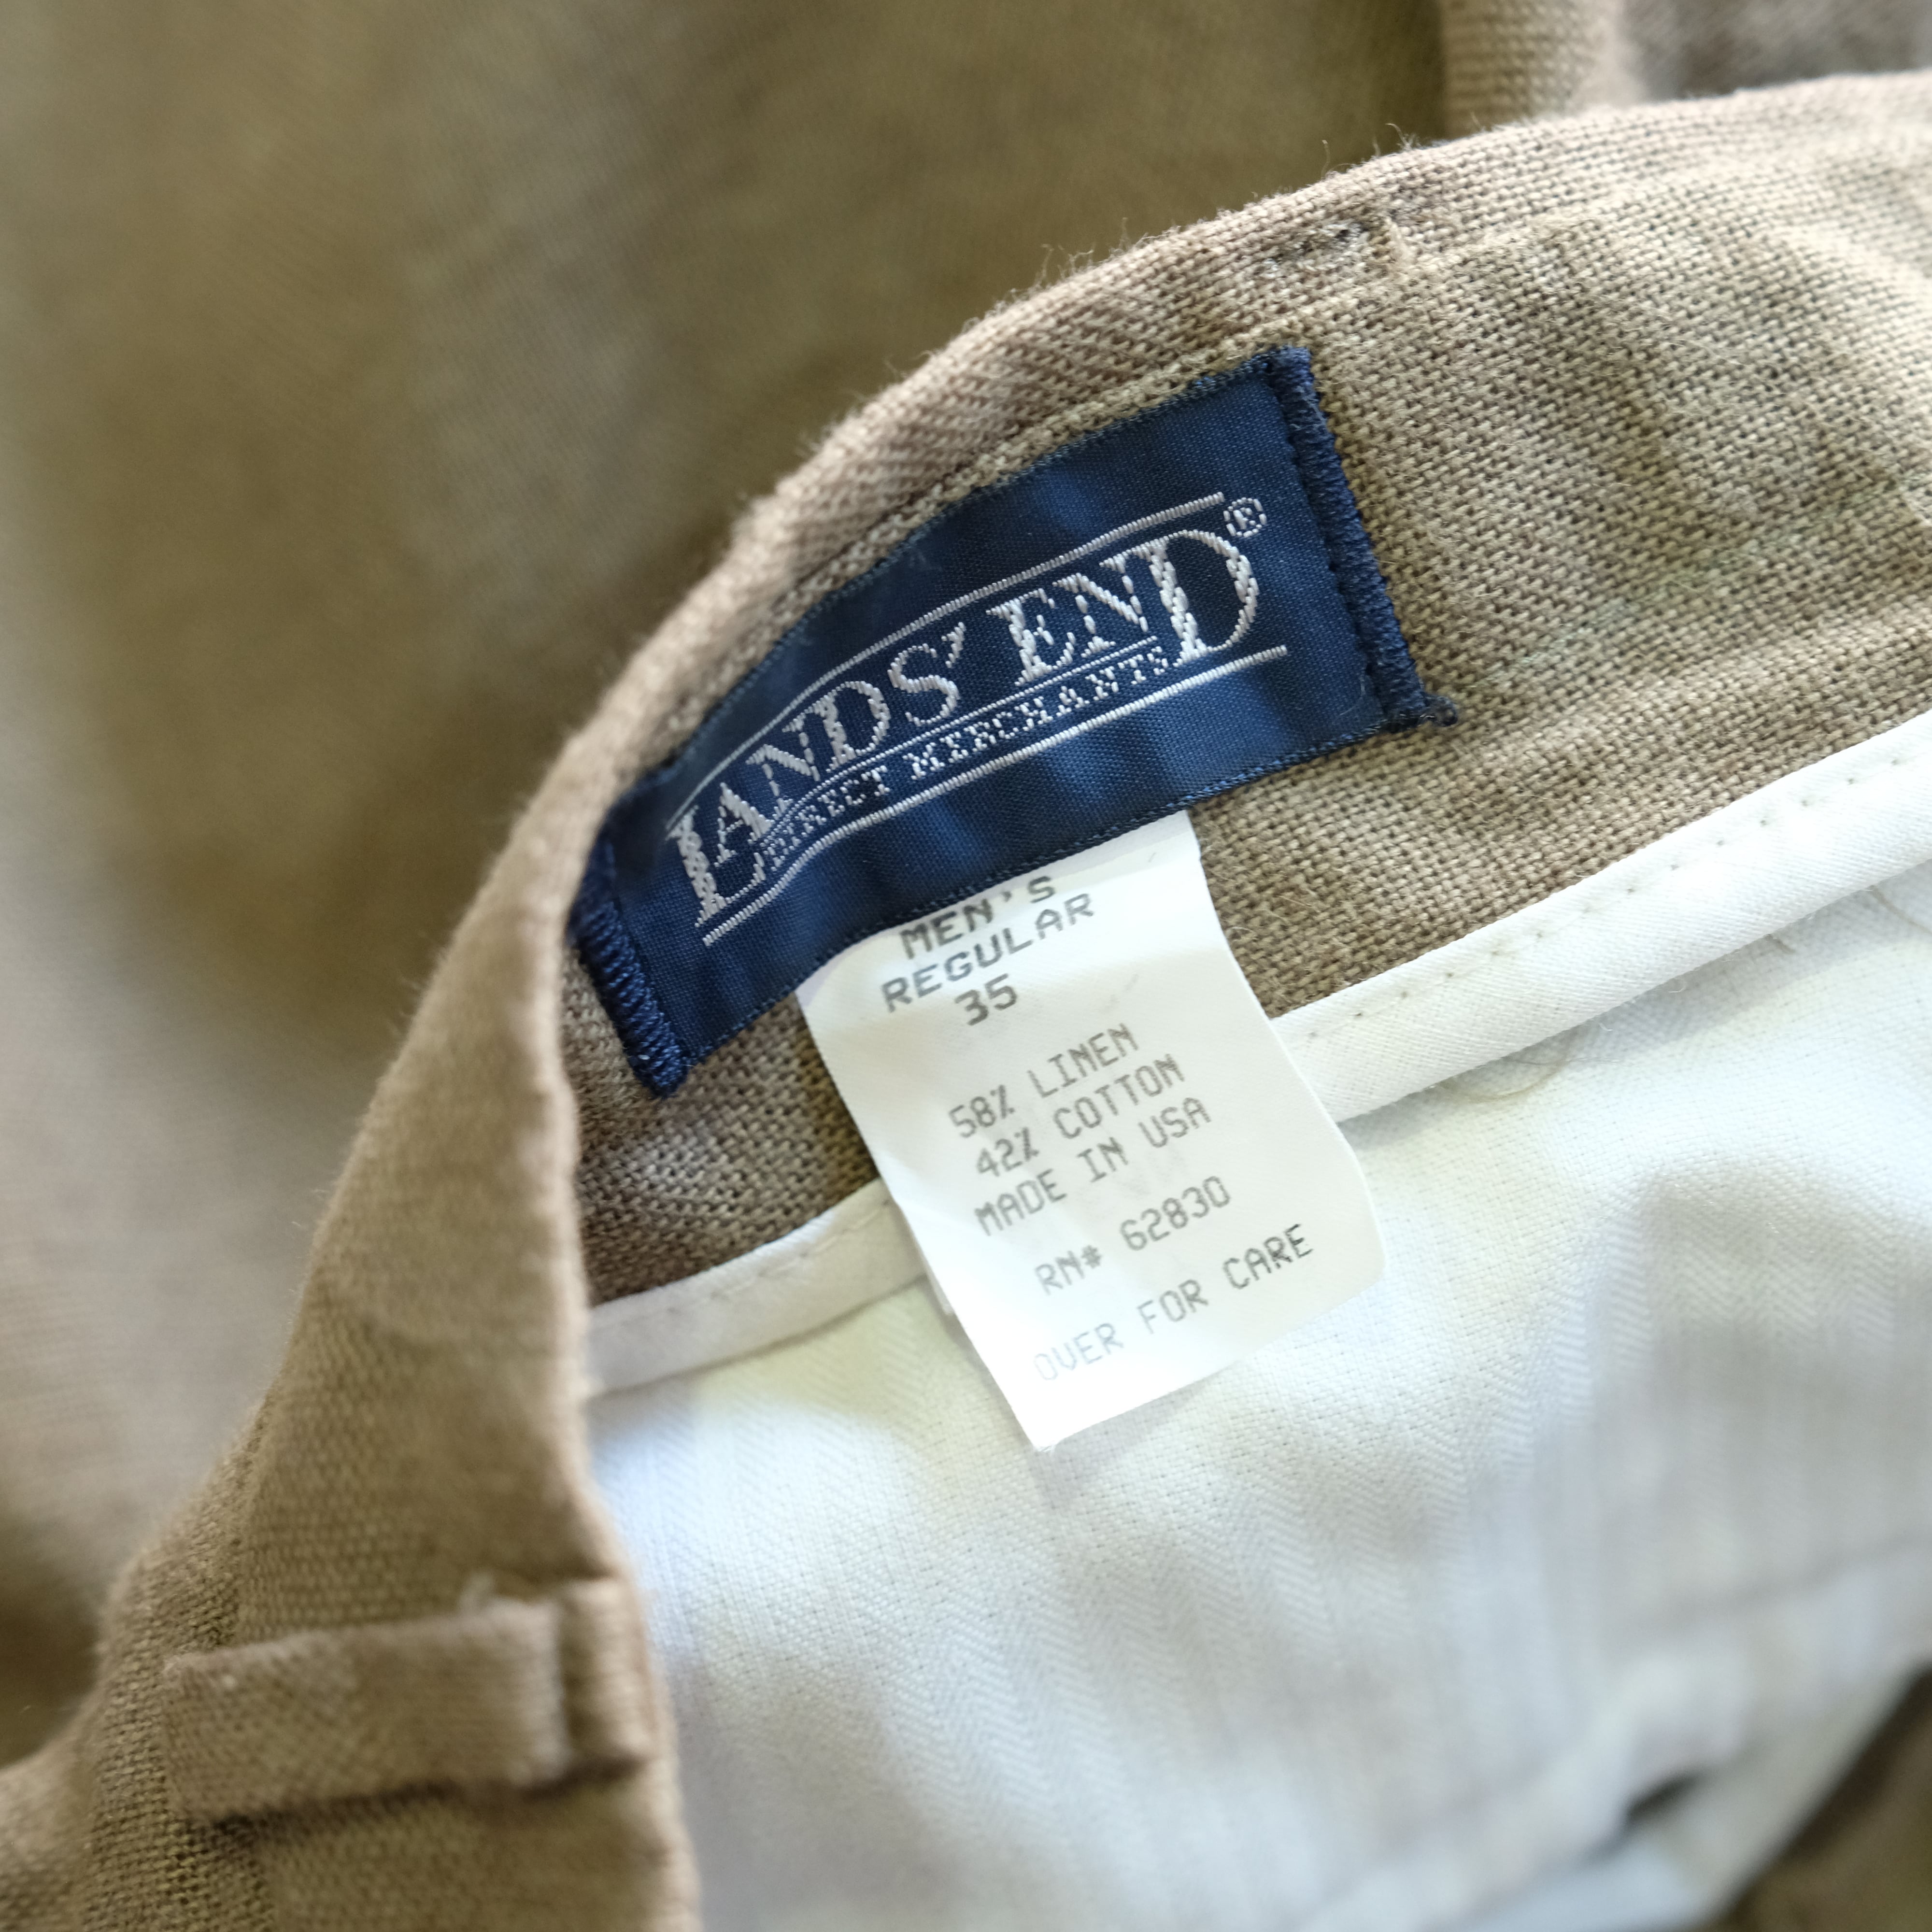 LANDS' END®
DIRECT MERCHANTS
MEN'S
REGULAR
35
58% LINEN
42% COTTON
MADE IN USA
RN# 62830
OVER FOR CARE